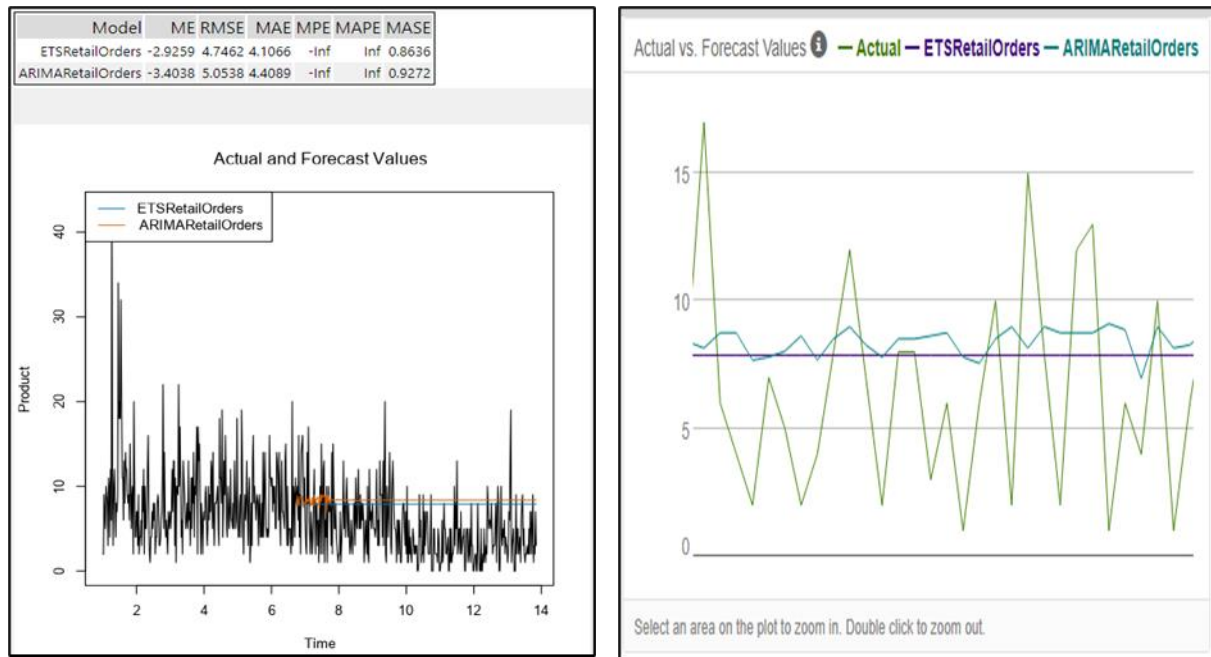 Model ME RMSE MAE MPE MAPE MASE
ETSRetailOrders -2.9259 4.7462 4.1066 -Inf Inf 0.8636
ARIMARetailOrders -3.4038 5.0538 4.4089 -Inf Inf 0.9272
Actual and Forecast Values
ETSRetailOrders
ARIMARetailOrders
40
30
20
10
0
Product
2 4 6 8 10 12 14
Time
Actual vs. Forecast Values i Actual ETSRetailOrders ARIMARetailOrders
15
10
5
0
Select an area on the plot to zoom in. Double click to zoom out.